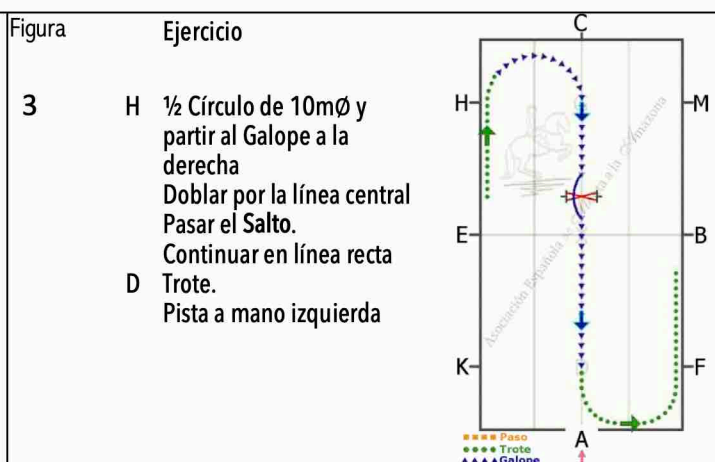 Figura
Ejercicio
3
H ½ Círculo de 10mØ y
partir al Galope a la
derecha
Doblar por la línea central
Pasar el Salto.
Continuar en línea recta
D Trote.
Pista a mano izquierda
C
H
M
E
B
K
F
A
Asociación Española de Monta a la Amazona
Paso
Trote
Galope